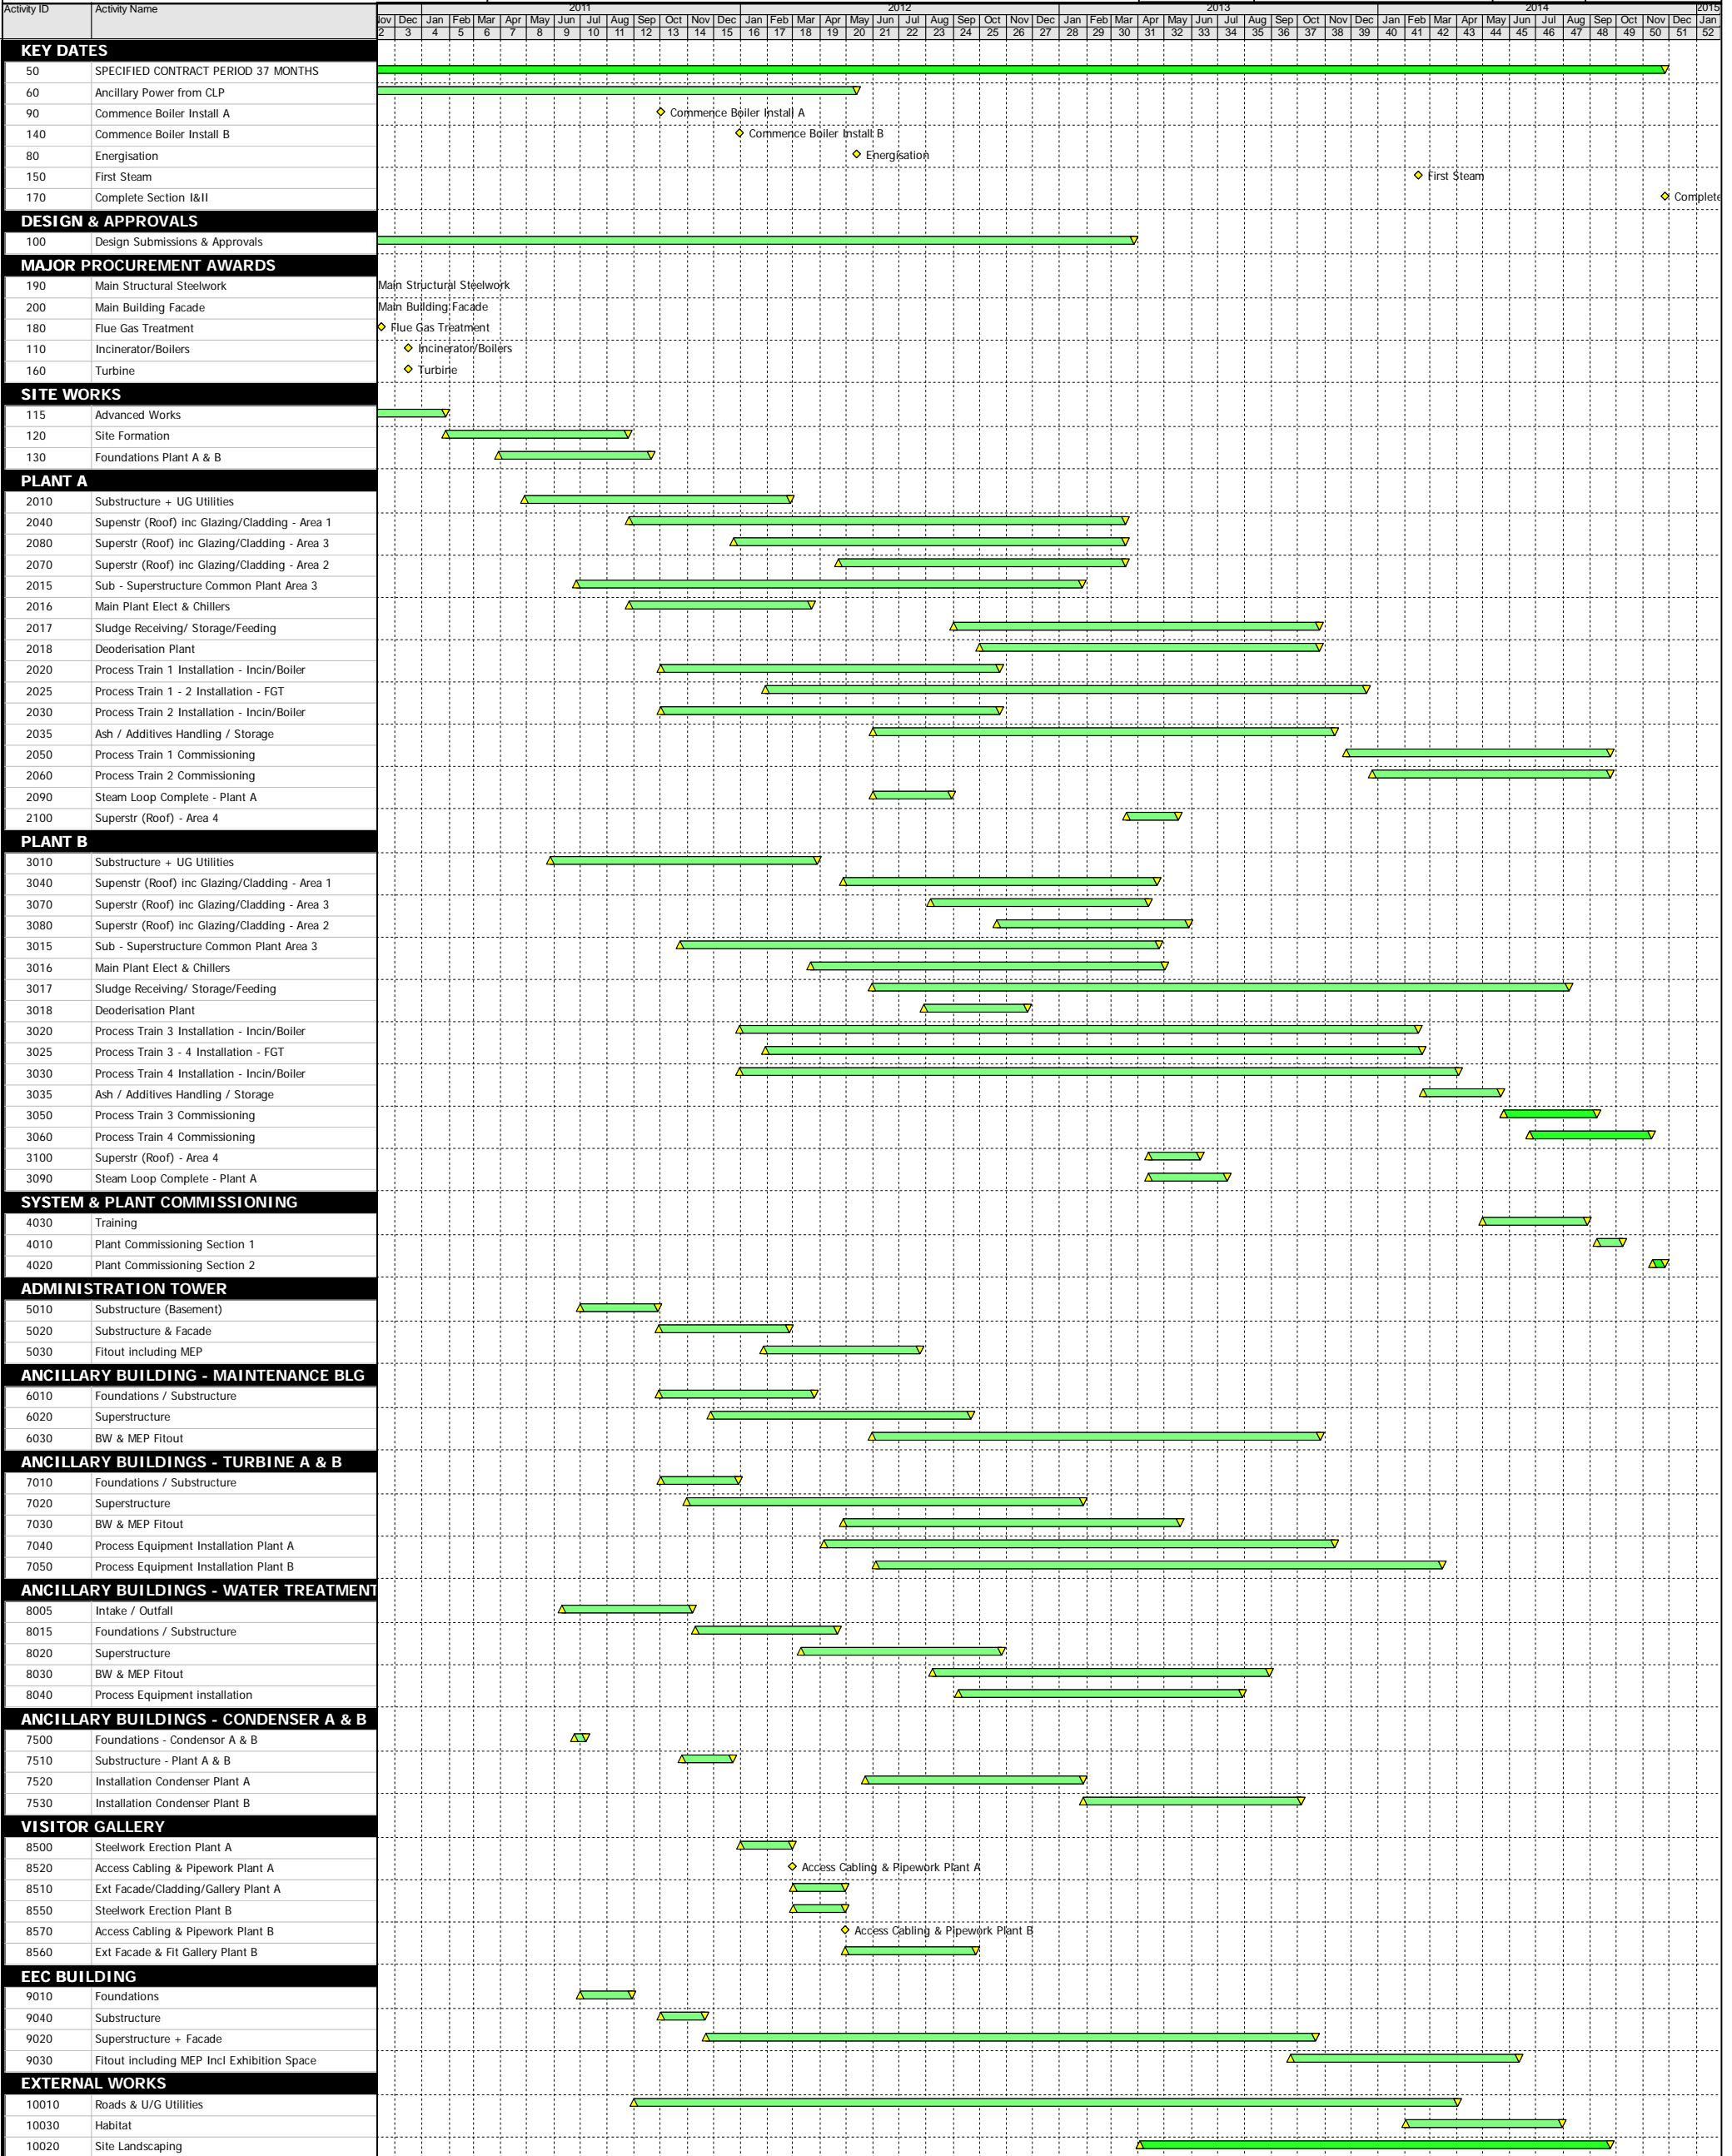 Activity ID Activity Name 2011 2012 2013 2014 2015
Nov Dec Jan Feb Mar Apr May Jun Jul Aug Sep Oct Nov Dec Jan Feb Mar Apr May Jun Jul Aug Sep Oct Nov Dec Jan Feb Mar Apr May Jun Jul Aug Sep Oct Nov Dec Jan Feb Mar Apr May Jun Jul Aug Sep Oct Nov Dec Jan
2 3 4 5 6 7 8 9 10 11 12 13 14 15 16 17 18 19 20 21 22 23 24 25 26 27 28 29 30 31 32 33 34 35 36 37 38 39 40 41 42 43 44 45 46 47 48 49 50 51 52
KEY DATES
50 SPECIFIED CONTRACT PERIOD 37 MONTHS
60 Ancillary Power from CLP
90 Commence Boiler Install A Commence Boiler Install A
140 Commence Boiler Install B Commence Boiler Install B
80 Energisation Energisation
150 First Steam First Steam
170 Complete Section I&II Complete
DESIGN & APPROVALS
100 Design Submissions & Approvals
MAJOR PROCUREMENT AWARDS
190 Main Structural Steelwork Main Structural Steelwork
200 Main Building Facade Main Building Facade
180 Flue Gas Treatment Flue Gas Treatment
110 Incinerator/Boilers Incinerator/Boilers
160 Turbine Turbine
SITE WORKS
115 Advanced Works
120 Site Formation
130 Foundations Plant A & B
PLANT A
2010 Substructure + UG Utilities
2040 Superstr (Roof) inc Glazing/Cladding - Area 1
2080 Superstr (Roof) inc Glazing/Cladding - Area 3
2070 Superstr (Roof) inc Glazing/Cladding - Area 2
2015 Sub - Superstructure Common Plant Area 3
2016 Main Plant Elect & Chillers
2017 Sludge Receiving/ Storage/Feeding
2018 Deoderisation Plant
2020 Process Train 1 Installation - Incin/Boiler
2025 Process Train 1 - 2 Installation - FGT
2030 Process Train 2 Installation - Incin/Boiler
2035 Ash / Additives Handling / Storage
2050 Process Train 1 Commissioning
2060 Process Train 2 Commissioning
2090 Steam Loop Complete - Plant A
2100 Superstr (Roof) - Area 4
PLANT B
3010 Substructure + UG Utilities
3040 Supenstr (Roof) inc Glazing/Cladding - Area 1
3070 Superstr (Roof) inc Glazing/Cladding - Area 3
3080 Superstr (Roof) inc Glazing/Cladding - Area 2
3015 Sub - Superstructure Common Plant Area 3
3016 Main Plant Elect & Chillers
3017 Sludge Receiving/ Storage/Feeding
3018 Deoderisation Plant
3020 Process Train 3 Installation - Incin/Boiler
3025 Process Train 3 - 4 Installation - FGT
3030 Process Train 4 Installation - Incin/Boiler
3035 Ash / Additives Handling / Storage
3050 Process Train 3 Commissioning
3060 Process Train 4 Commissioning
3100 Superstr (Roof) - Area 4
3090 Steam Loop Complete - Plant A
SYSTEM & PLANT COMMISSIONING
4030 Training
4010 Plant Commissioning Section 1
4020 Plant Commissioning Section 2
ADMINISTRATION TOWER
5010 Substructure (Basement)
5020 Substructure & Facade
5030 Fitout including MEP
ANCILLARY BUILDING - MAINTENANCE BLG
6010 Foundations / Substructure
6020 Superstructure
6030 BW & MEP Fitout
ANCILLARY BUILDINGS - TURBINE A & B
7010 Foundations / Substructure
7020 Superstructure
7030 BW & MEP Fitout
7040 Process Equipment Installation Plant A
7050 Process Equipment Installation Plant B
ANCILLARY BUILDINGS - WATER TREATMENT
8005 Intake / Outfall
8015 Foundations / Substructure
8020 Superstructure
8030 BW & MEP Fitout
8040 Process Equipment installation
ANCILLARY BUILDINGS - CONDENSER A & B
7500 Foundations - Condensor A & B
7510 Substructure - Plant A & B
7520 Installation Condenser Plant A
7530 Installation Condenser Plant B
VISITOR GALLERY
8500 Steelwork Erection Plant A
8520 Access Cabling & Pipework Plant A Access Cabling & Pipework Plant A
8510 Ext Facade/Cladding/Gallery Plant A
8550 Steelwork Erection Plant B
8570 Access Cabling & Pipework Plant B Access Cabling & Pipework Plant B
8560 Ext Facade & Fit Gallery Plant B
EEC BUILDING
9010 Foundations
9040 Substructure
9020 Superstructure + Facade
9030 Fitout including MEP Incl Exhibition Space
EXTERNAL WORKS
10010 Roads & U/G Utilities
10030 Habitat
10020 Site Landscaping